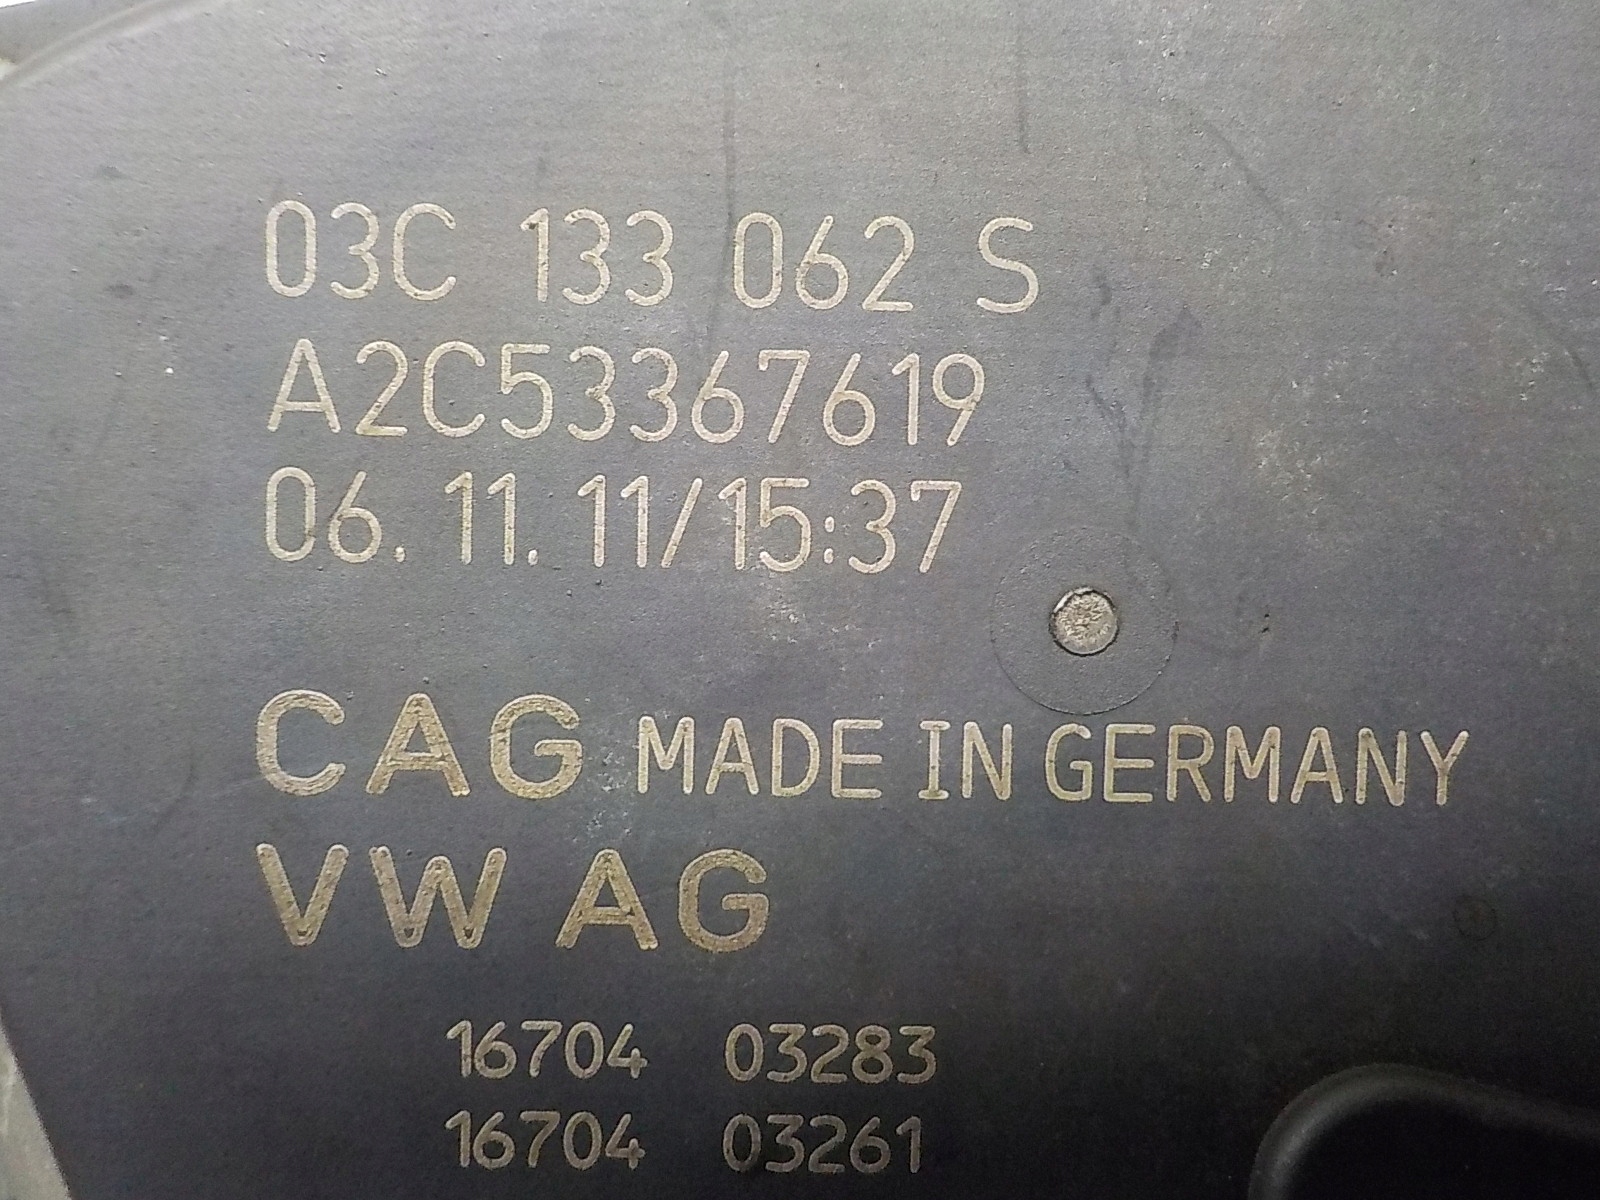 03C 133 062 S
A2C53367619
06.11.11/15:37
CAG MADE IN GERMANY
VW AG
16704 03283
16704 03261